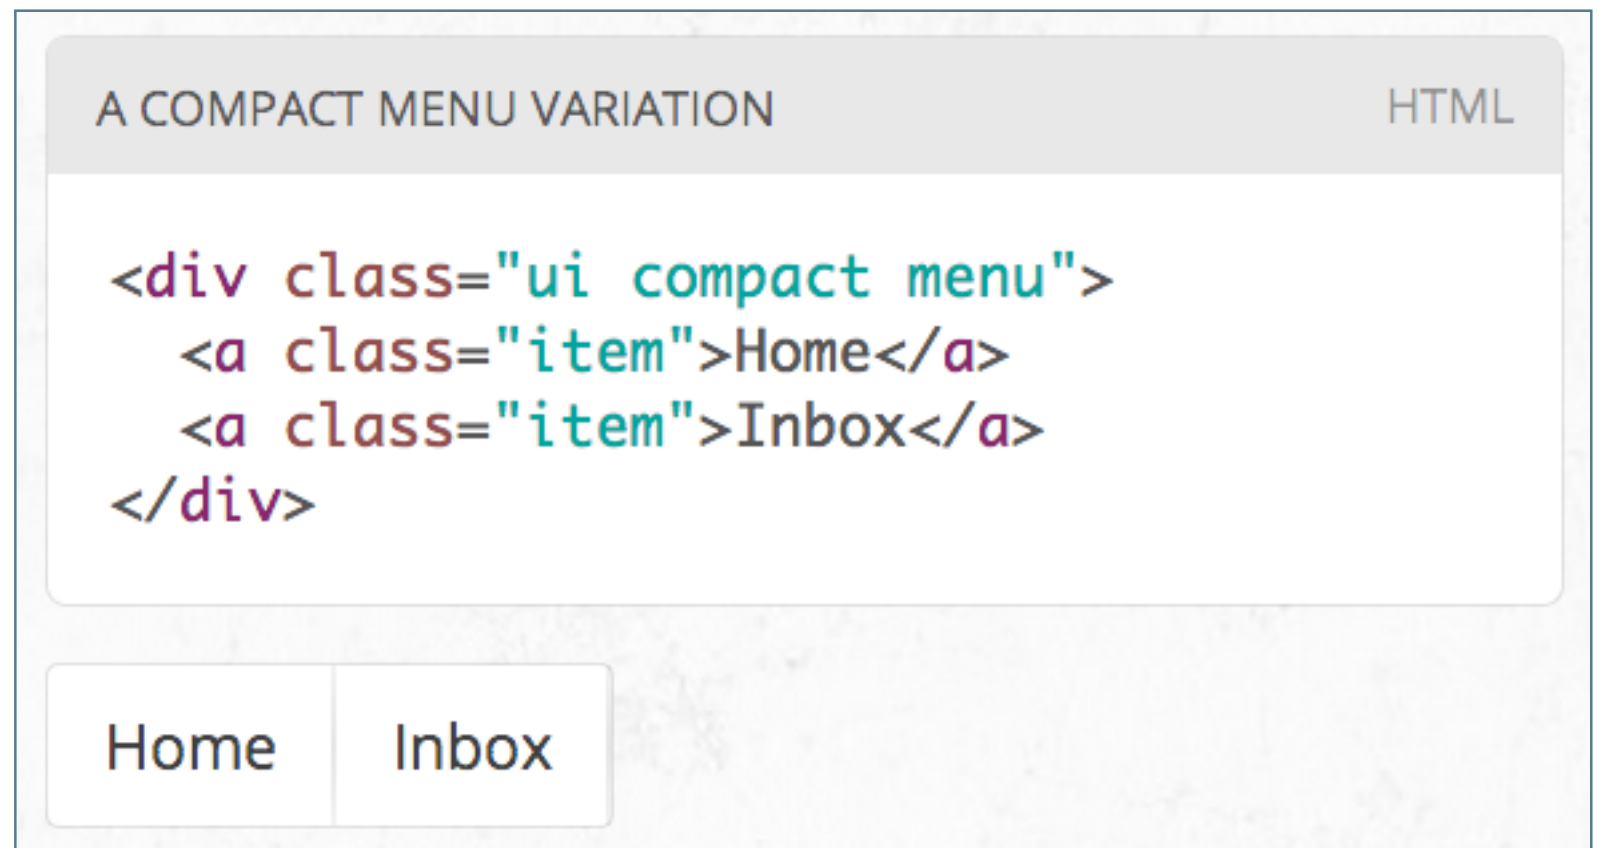 A COMPACT MENU VARIATION HTML
<div class="ui compact menu">
  <a class="item">Home</a>
  <a class="item">Inbox</a>
</div>
Home Inbox